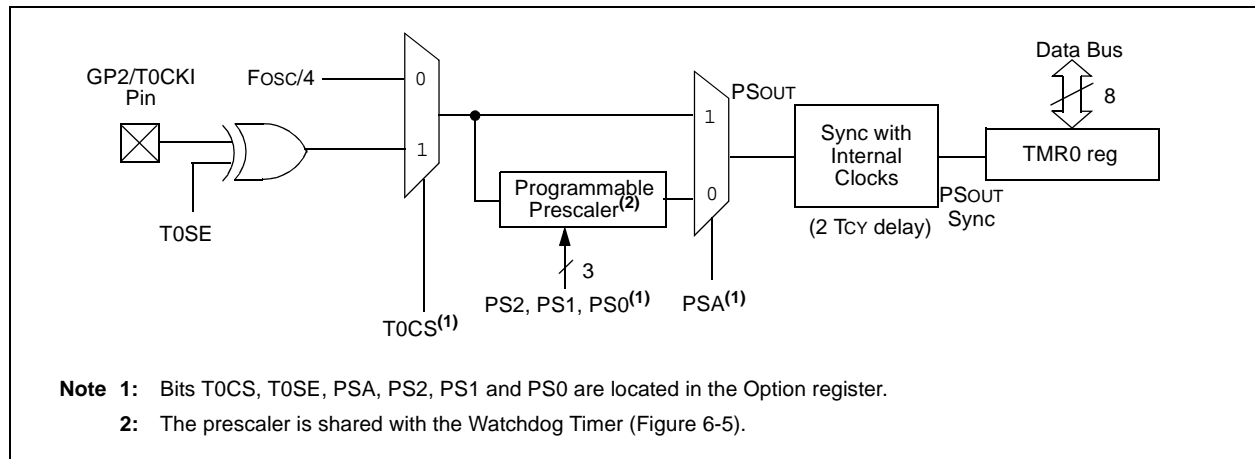 GP2/T0CKI
Pin
T0SE
FOSC/4
0
1
T0CS(1)
Programmable
Prescaler(2)
3
PS2, PS1, PS0(1)
1
0
PSA(1)
PSOUT
Sync with
Internal
Clocks
(2 TCY delay)
PSOUT
Sync
Data Bus
8
TMR0 reg
Note 1: Bits T0CS, T0SE, PSA, PS2, PS1 and PS0 are located in the Option register.
2: The prescaler is shared with the Watchdog Timer (Figure 6-5).